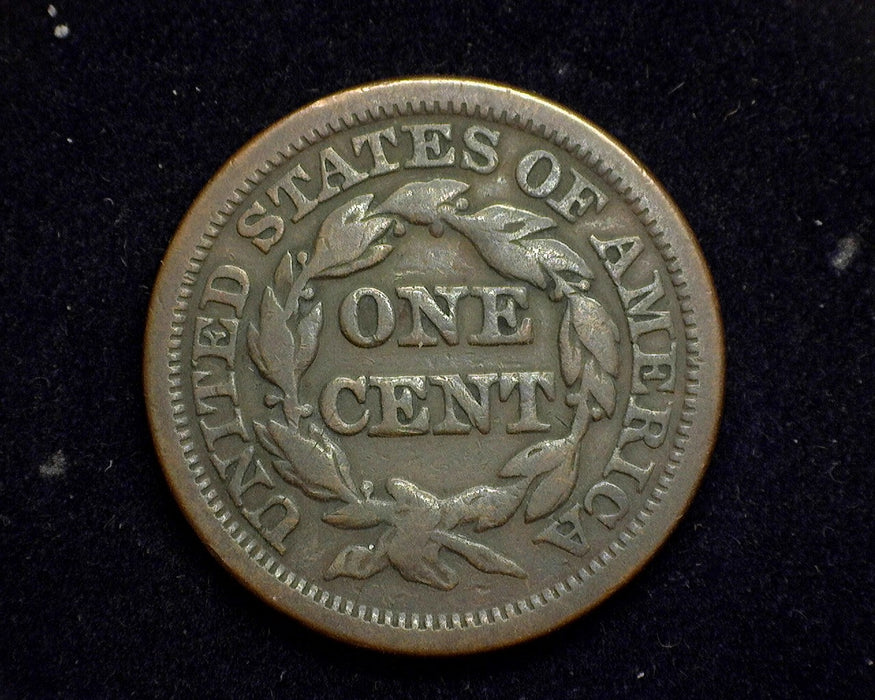 UNITED STATES OF AMERICA
ONE
CENT